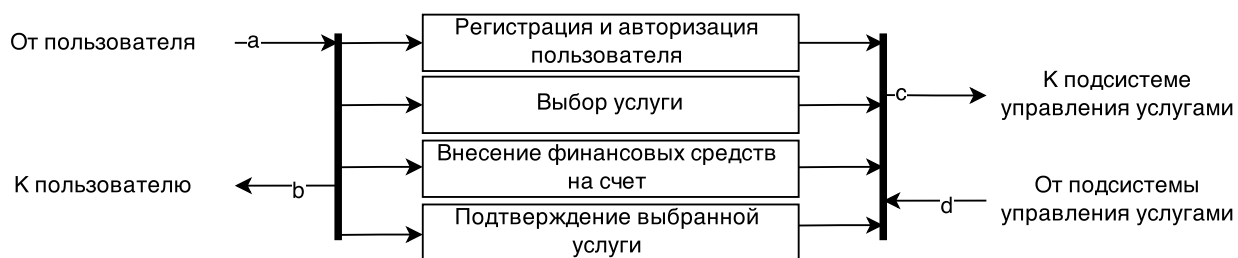 От пользователя
a
Регистрация и авторизация
пользователя
Выбор услуги
c
К подсистеме
управления услугами
Внесение финансовых средств
на счет
К пользователю
b
От подсистемы
управления услугами
d
Подтверждение выбранной
услуги